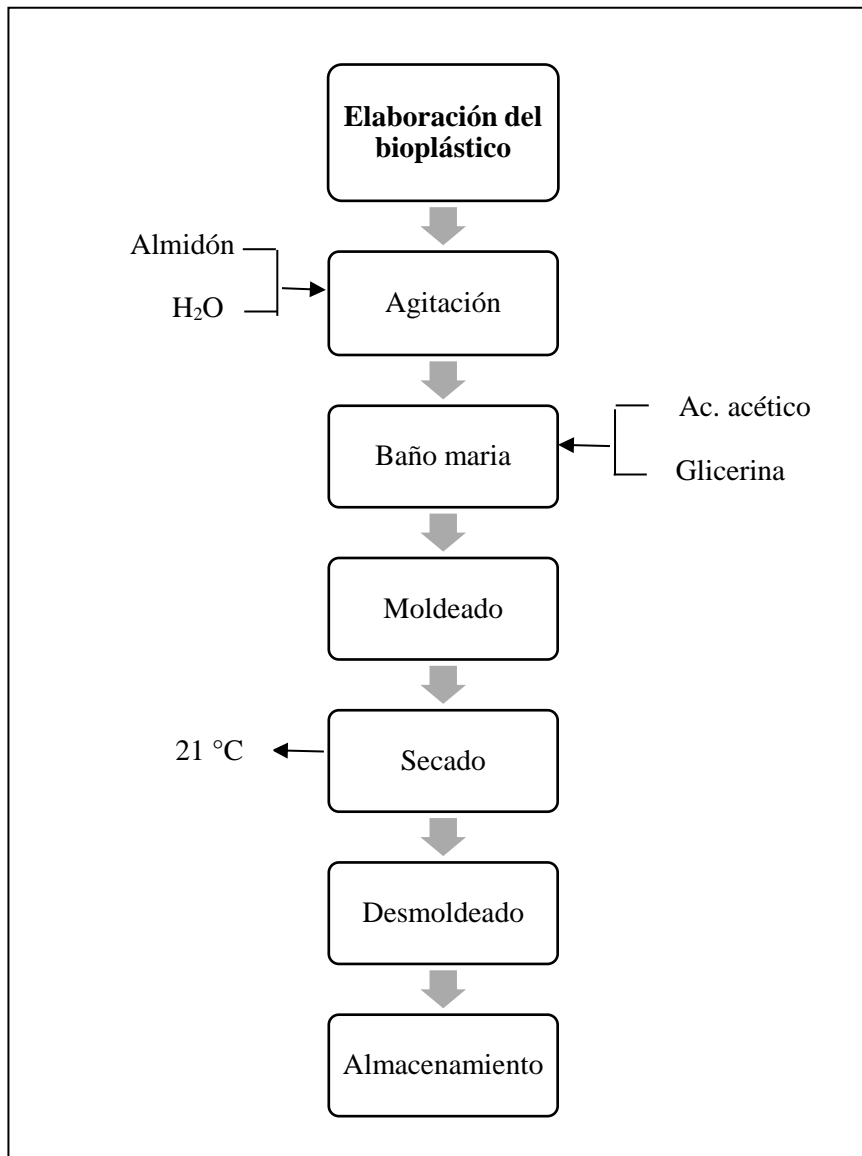 Elaboración del
bioplástico
Almidón
H₂O
Agitación
Baño maria
Ac. acético
Glicerina
Moldeado
21 °C
Secado
Desmoldeado
Almacenamiento